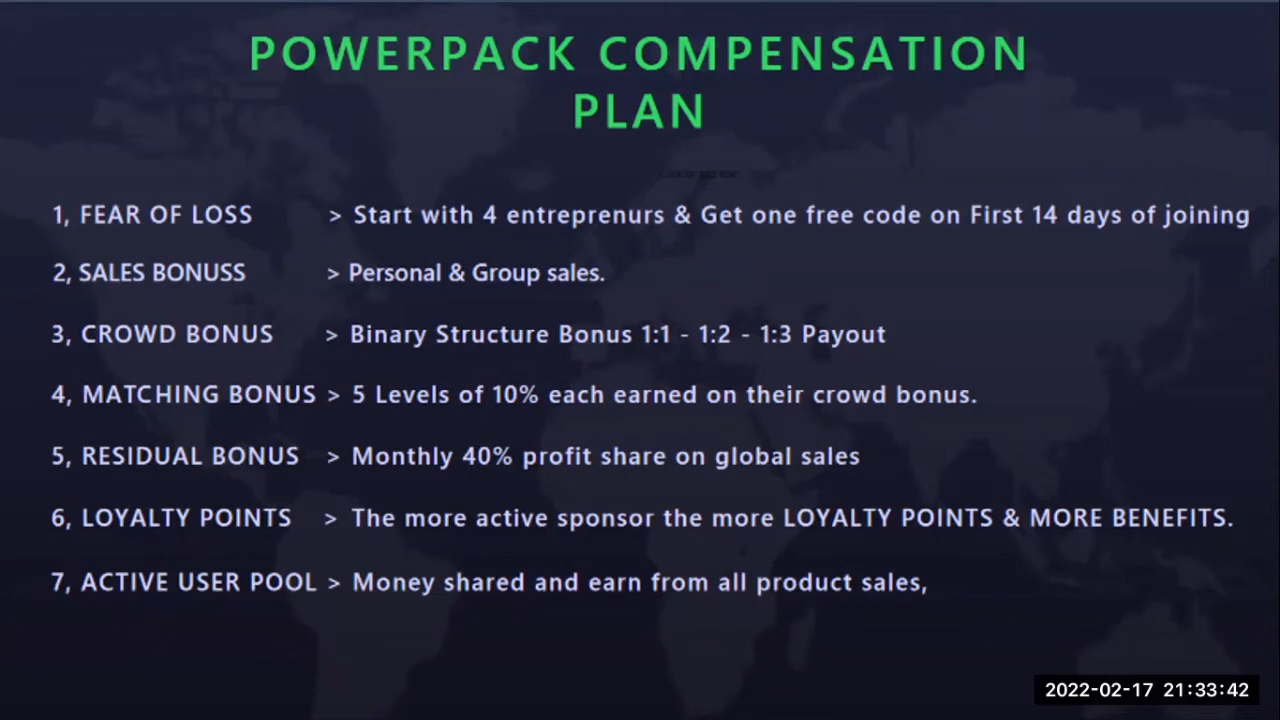 POWERPACK COMPENSATION
PLAN
1, FEAR OF LOSS > Start with 4 entreprenurs & Get one free code on First 14 days of joining
2, SALES BONUSS > Personal & Group sales.
3, CROWD BONUS > Binary Structure Bonus 1:1 - 1:2 - 1:3 Payout
4, MATCHING BONUS > 5 Levels of 10% each earned on their crowd bonus.
5, RESIDUAL BONUS > Monthly 40% profit share on global sales
6, LOYALTY POINTS > The more active sponsor the more LOYALTY POINTS & MORE BENEFITS.
7, ACTIVE USER POOL > Money shared and earn from all product sales,
2022-02-17 21:33:42